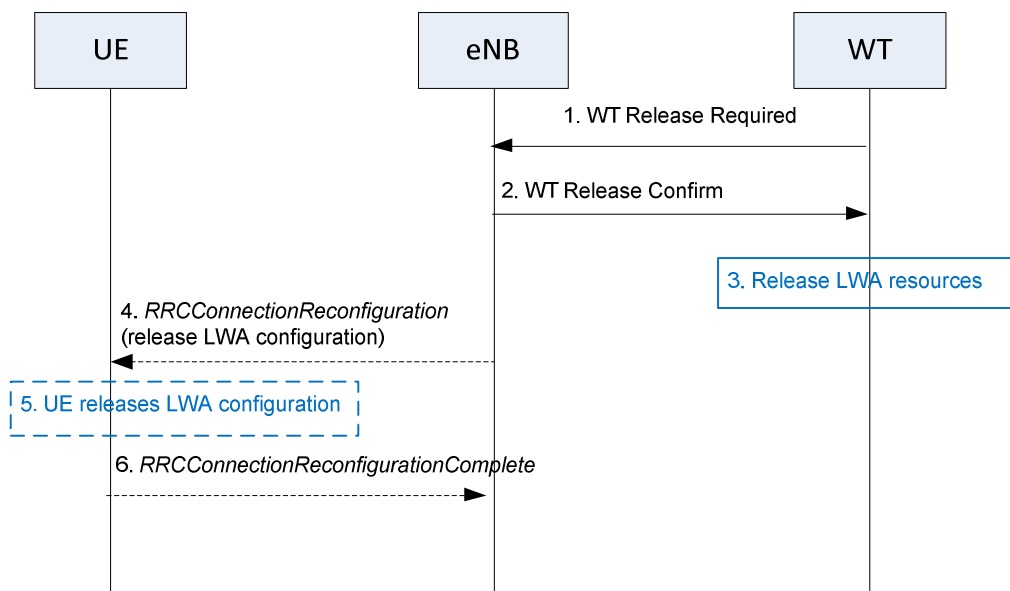 UE
eNB
WT
1. WT Release Required
2. WT Release Confirm
3. Release LWA resources
4. RRCConnectionReconfiguration
(release LWA configuration)
5. UE releases LWA configuration
6. RRCConnectionReconfigurationComplete